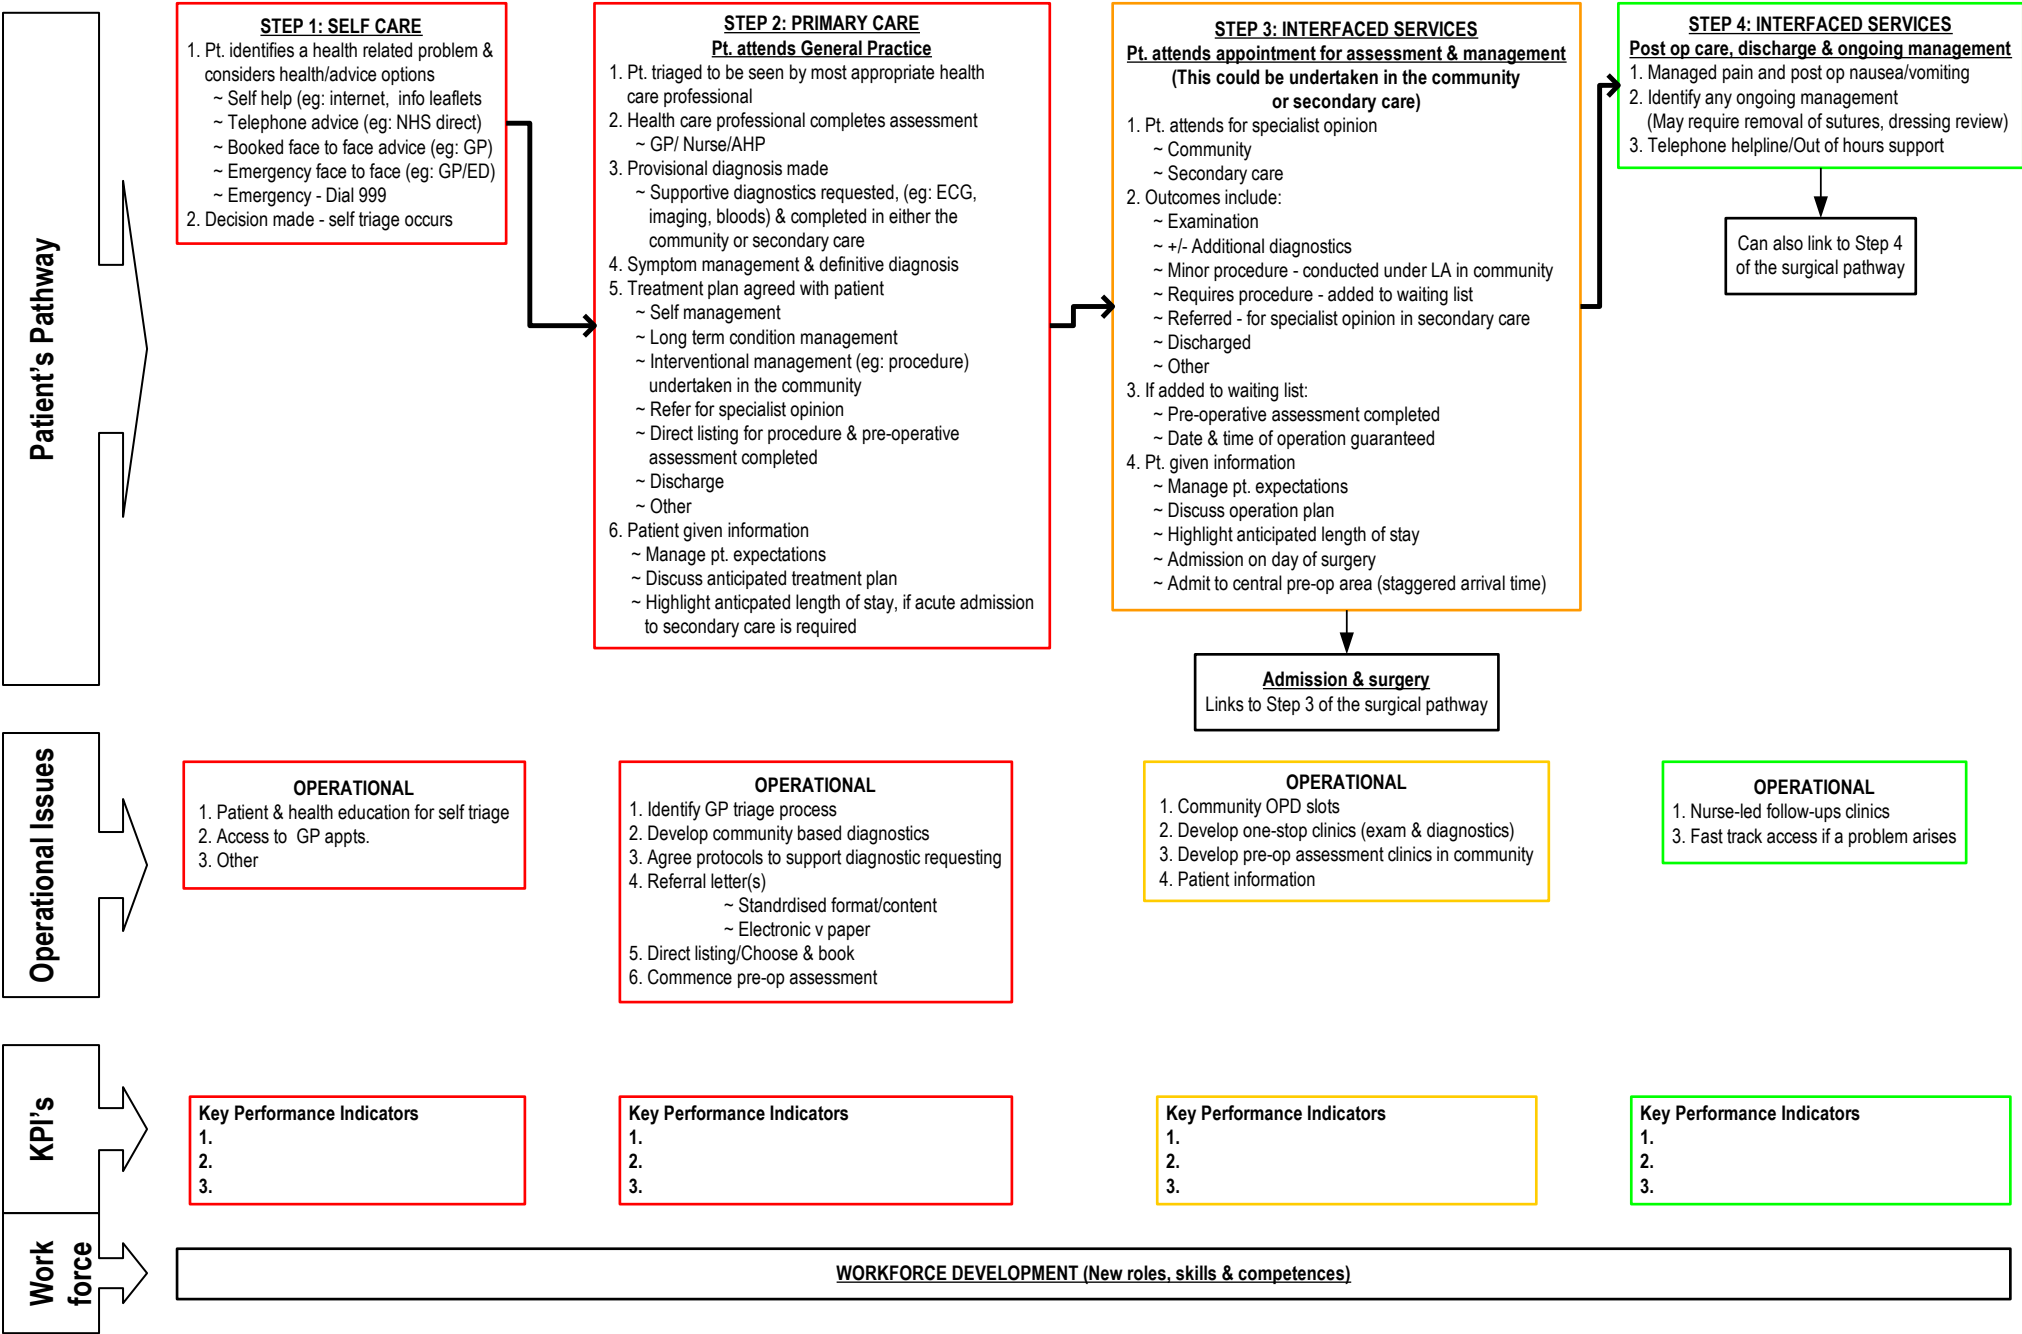 Patient's Pathway
STEP 1: SELF CARE
1. Pt. identifies a health related problem &
considers health/advice options
~ Self help (eg: internet, info leaflets
~ Telephone advice (eg: NHS direct)
~ Booked face to face advice (eg: GP)
~ Emergency face to face (eg: GP/ED)
~ Emergency - Dial 999
2. Decision made - self triage occurs
STEP 2: PRIMARY CARE
Pt. attends General Practice
1. Pt. triaged to be seen by most appropriate health
care professional
2. Health care professional completes assessment
~ GP/ Nurse/AHP
3. Provisional diagnosis made
~ Supportive diagnostics requested, (eg: ECG,
imaging, bloods) & completed in either the
community or secondary care
4. Symptom management & definitive diagnosis
5. Treatment plan agreed with patient
~ Self management
~ Long term condition management
~ Interventional management (eg: procedure)
undertaken in the community
~ Refer for specialist opinion
~ Direct listing for procedure & pre-operative
assessment completed
~ Discharge
~ Other
6. Patient given information
~ Manage pt. expectations
~ Discuss anticipated treatment plan
~ Highlight anticpated length of stay, if acute admission
to secondary care is required
STEP 3: INTERFACED SERVICES
Pt. attends appointment for assessment & management
(This could be undertaken in the community
or secondary care)
1. Pt. attends for specialist opinion
~ Community
~ Secondary care
2. Outcomes include:
~ Examination
~ +/- Additional diagnostics
~ Minor procedure - conducted under LA in community
~ Requires procedure - added to waiting list
~ Referred - for specialist opinion in secondary care
~ Discharged
~ Other
3. If added to waiting list:
~ Pre-operative assessment completed
~ Date & time of operation guaranteed
4. Pt. given information
~ Manage pt. expectations
~ Discuss operation plan
~ Highlight anticipated length of stay
~ Admission on day of surgery
~ Admit to central pre-op area (staggered arrival time)
Admission & surgery
Links to Step 3 of the surgical pathway
STEP 4: INTERFACED SERVICES
Post op care, discharge & ongoing management
1. Managed pain and post op nausea/vomiting
2. Identify any ongoing management
(May require removal of sutures, dressing review)
3. Telephone helpline/Out of hours support
Can also link to Step 4
of the surgical pathway
Operational Issues
OPERATIONAL
1. Patient & health education for self triage
2. Access to GP appts.
3. Other
OPERATIONAL
1. Identify GP triage process
2. Develop community based diagnostics
3. Agree protocols to support diagnostic requesting
4. Referral letter(s)
~ Standrdised format/content
~ Electronic v paper
5. Direct listing/Choose & book
6. Commence pre-op assessment
OPERATIONAL
1. Community OPD slots
2. Develop one-stop clinics (exam & diagnostics)
3. Develop pre-op assessment clinics in community
4. Patient information
OPERATIONAL
1. Nurse-led follow-ups clinics
3. Fast track access if a problem arises
KPI's
Key Performance Indicators
1.
2.
3.
Key Performance Indicators
1.
2.
3.
Key Performance Indicators
1.
2.
3.
Key Performance Indicators
1.
2.
3.
Work
force
WORKFORCE DEVELOPMENT (New roles, skills & competences)